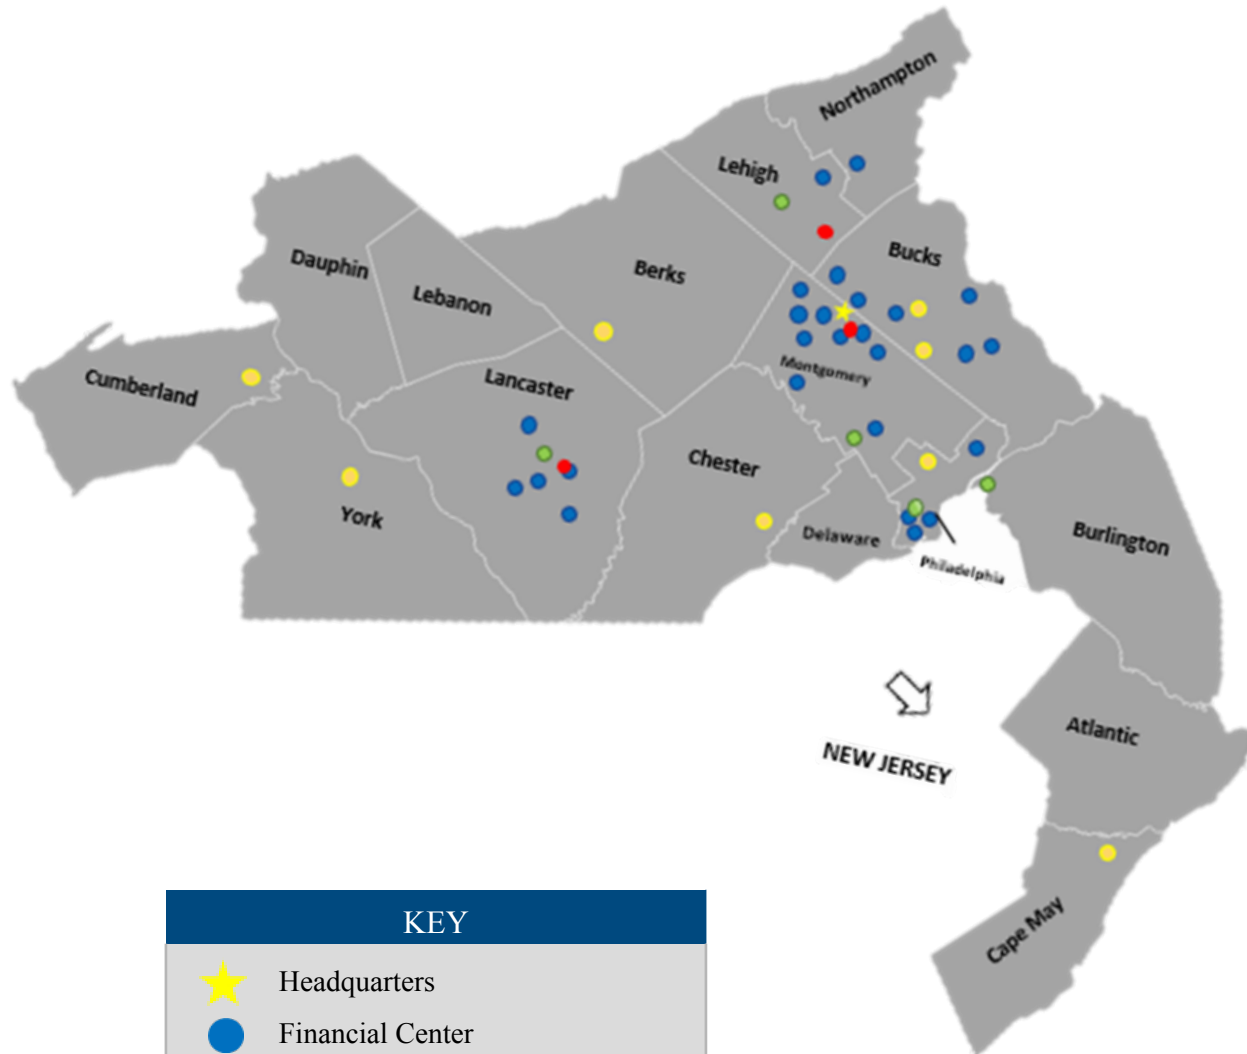 Northampton
Lehigh
Bucks
Dauphin
Berks
Lebanon
Cumberland
Lancaster
Montgomery
Chester
York
Delaware
Burlington
Philadelphia
Atlantic
NEW JERSEY
Cape May
KEY
Headquarters
Financial Center